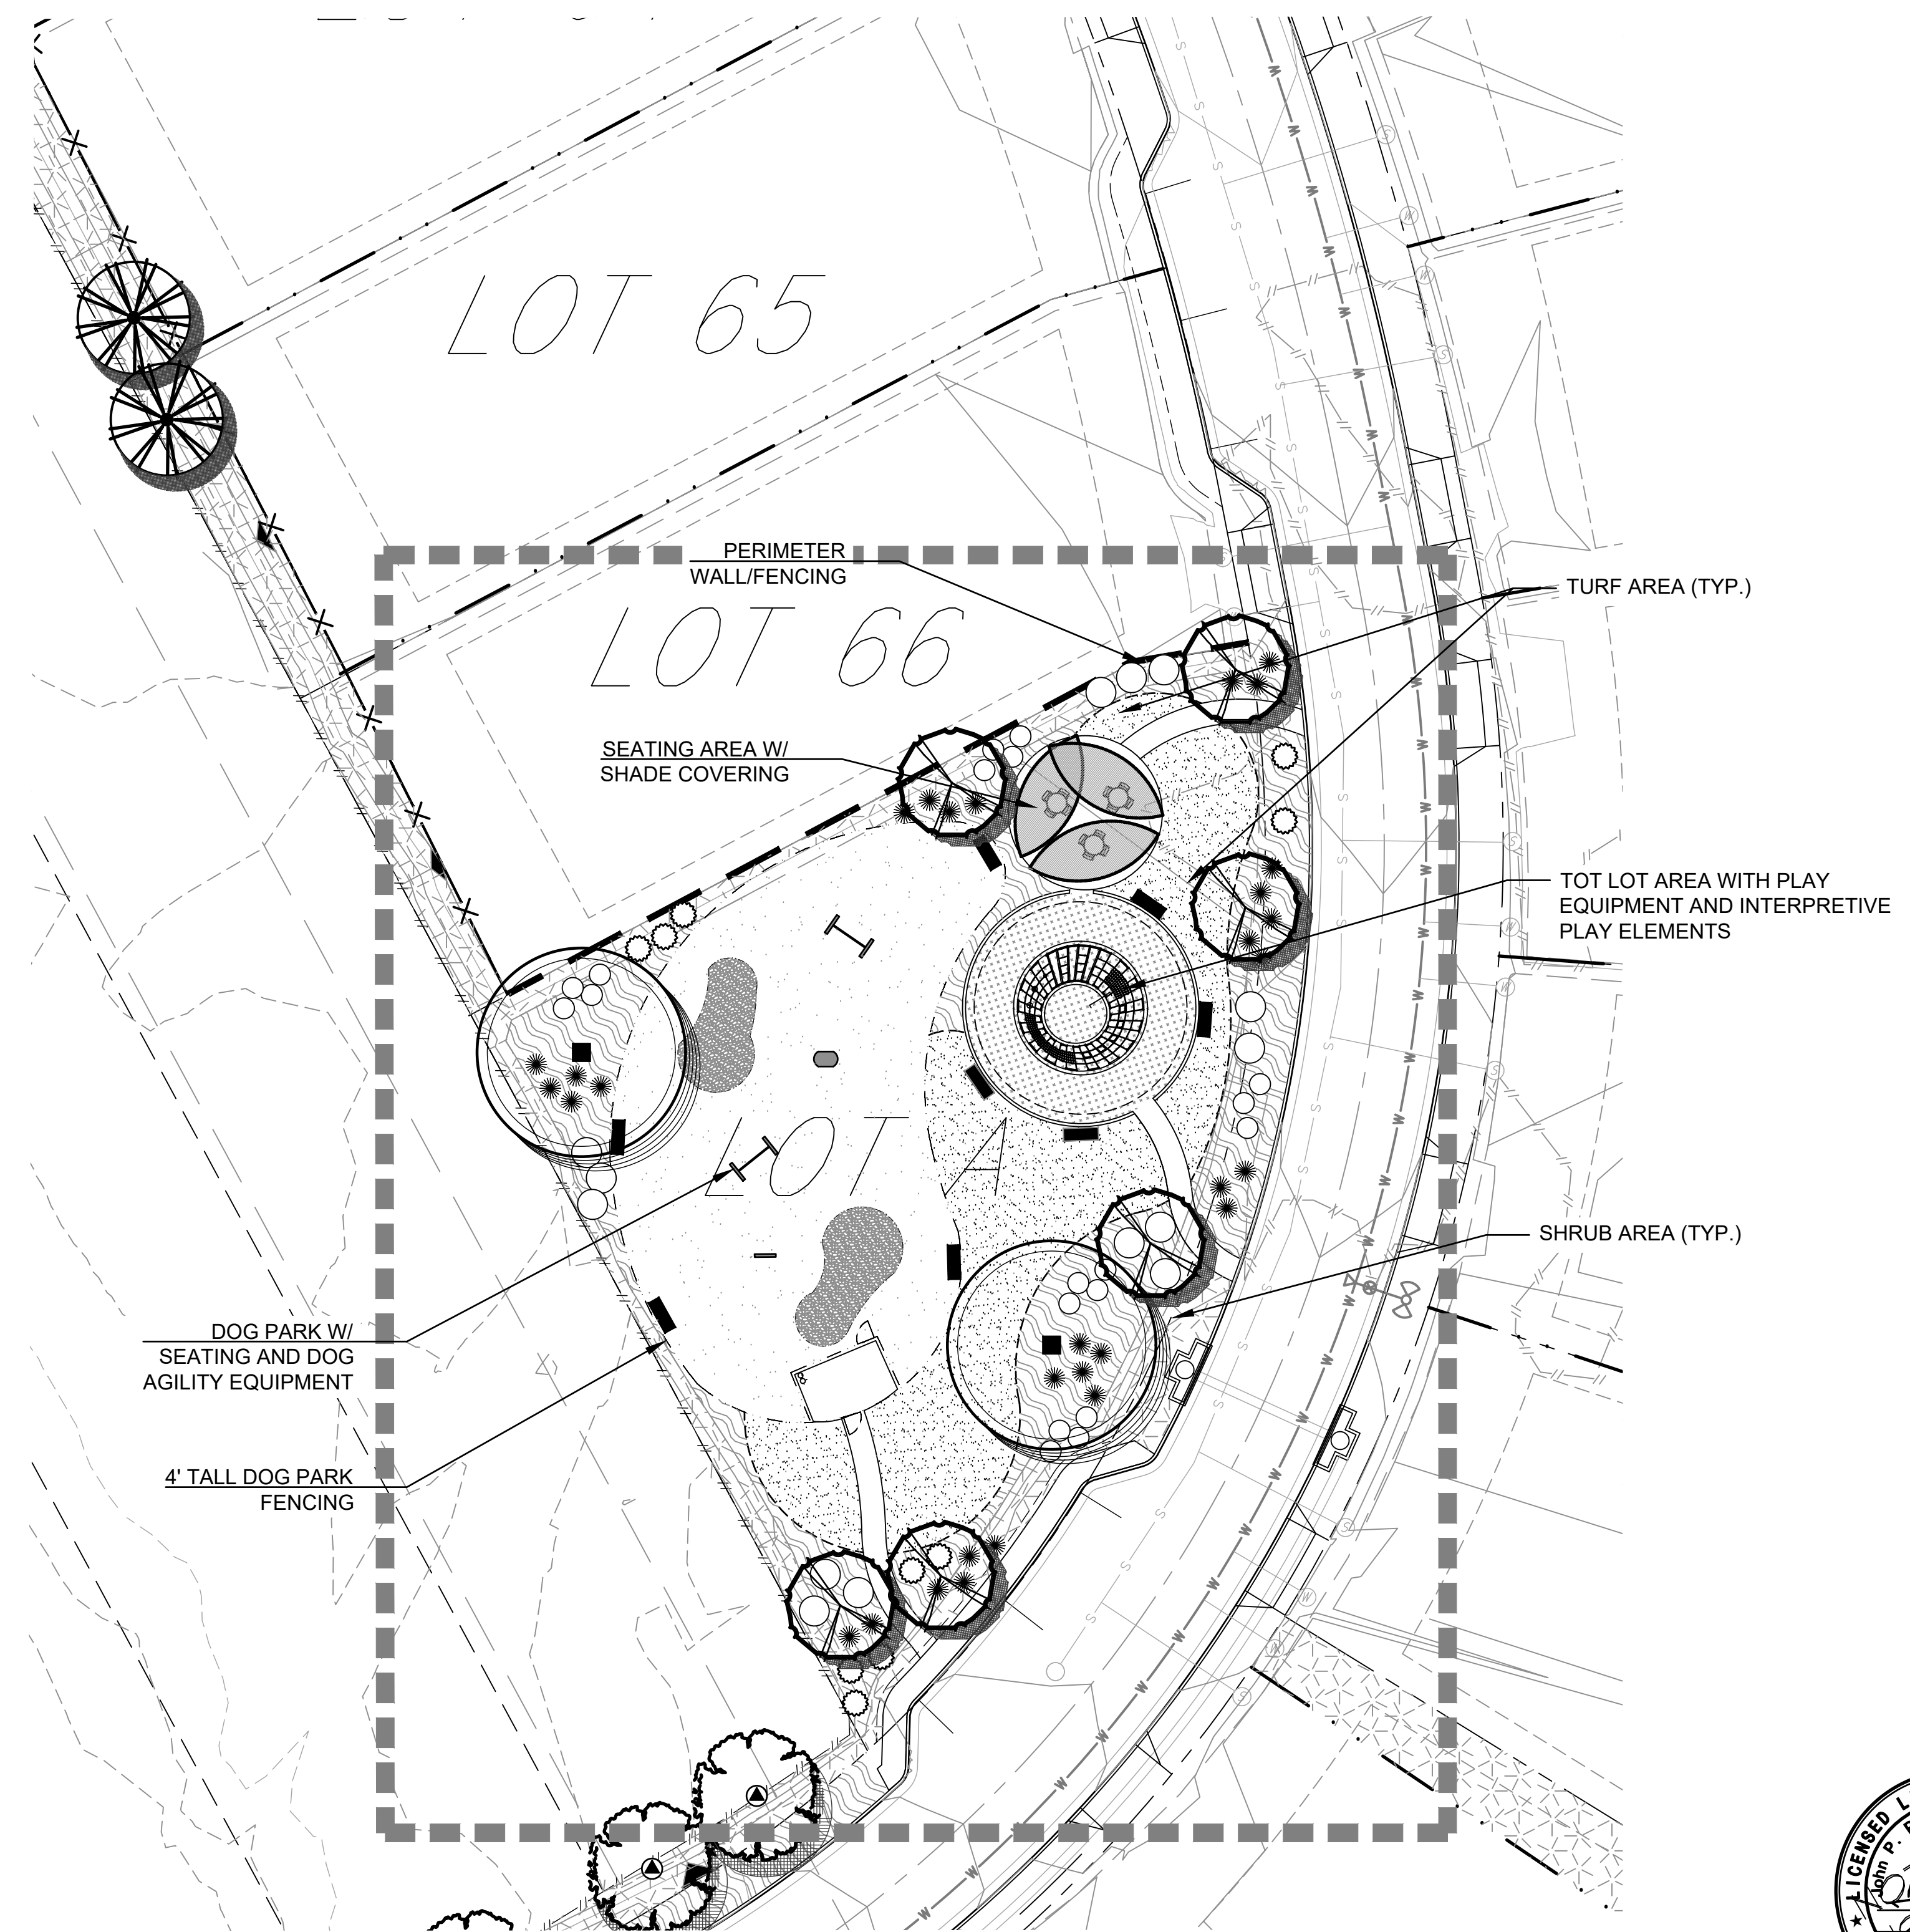 LOT 65
PERIMETER
WALL/FENCING
TURF AREA (TYP.)
LOT 66
SEATING AREA W/
SHADE COVERING
TOT LOT AREA WITH PLAY
EQUIPMENT AND INTERPRETIVE
PLAY ELEMENTS
LOT A
SHRUB AREA (TYP.)
DOG PARK W/
SEATING AND DOG
AGILITY EQUIPMENT
4' TALL DOG PARK
FENCING
LICENSED
John P.